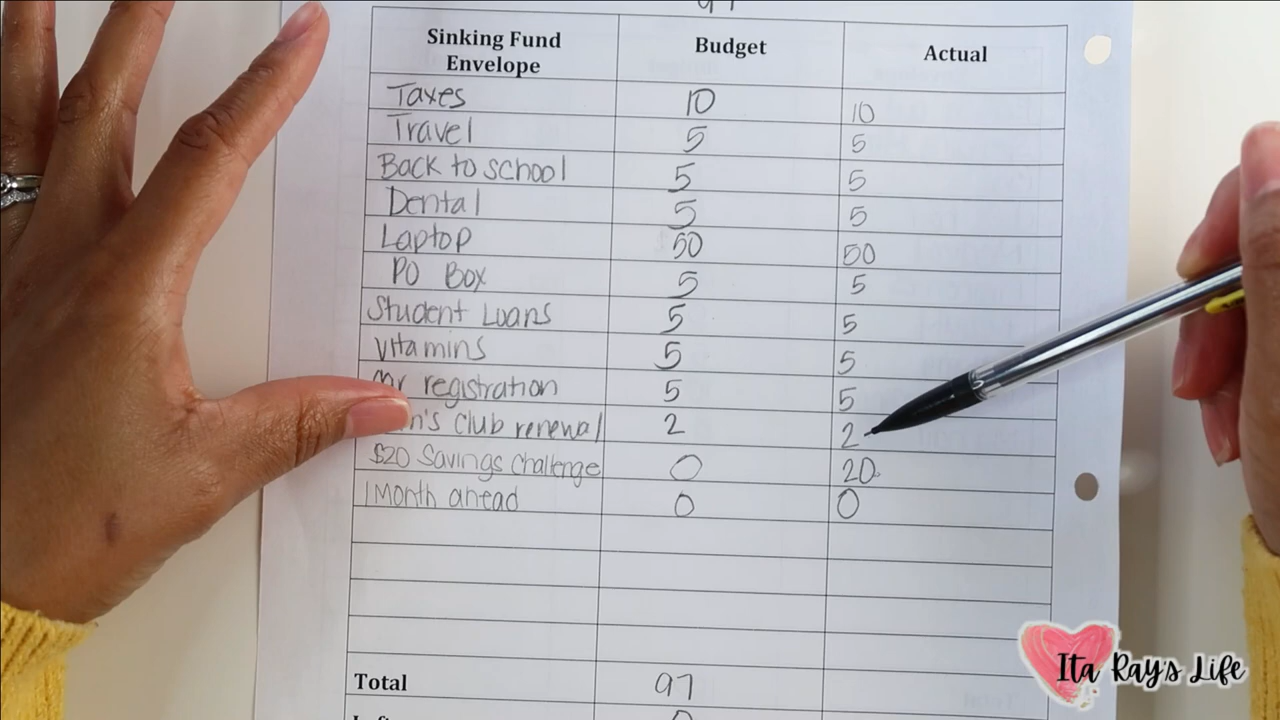 97
Sinking Fund Envelope Budget Actual
Taxes 10 10
Travel 5 5
Back to school 5 5
Dental 5 5
Laptop 50 50
PO Box 5 5
Student Loans 5 5
Vitamins 5 5
registration 5 5
club renewal 2 2
$20 Savings Challenge 0 20
1 Month ahead 0 0
Total 97
0
Ita Ray's Life